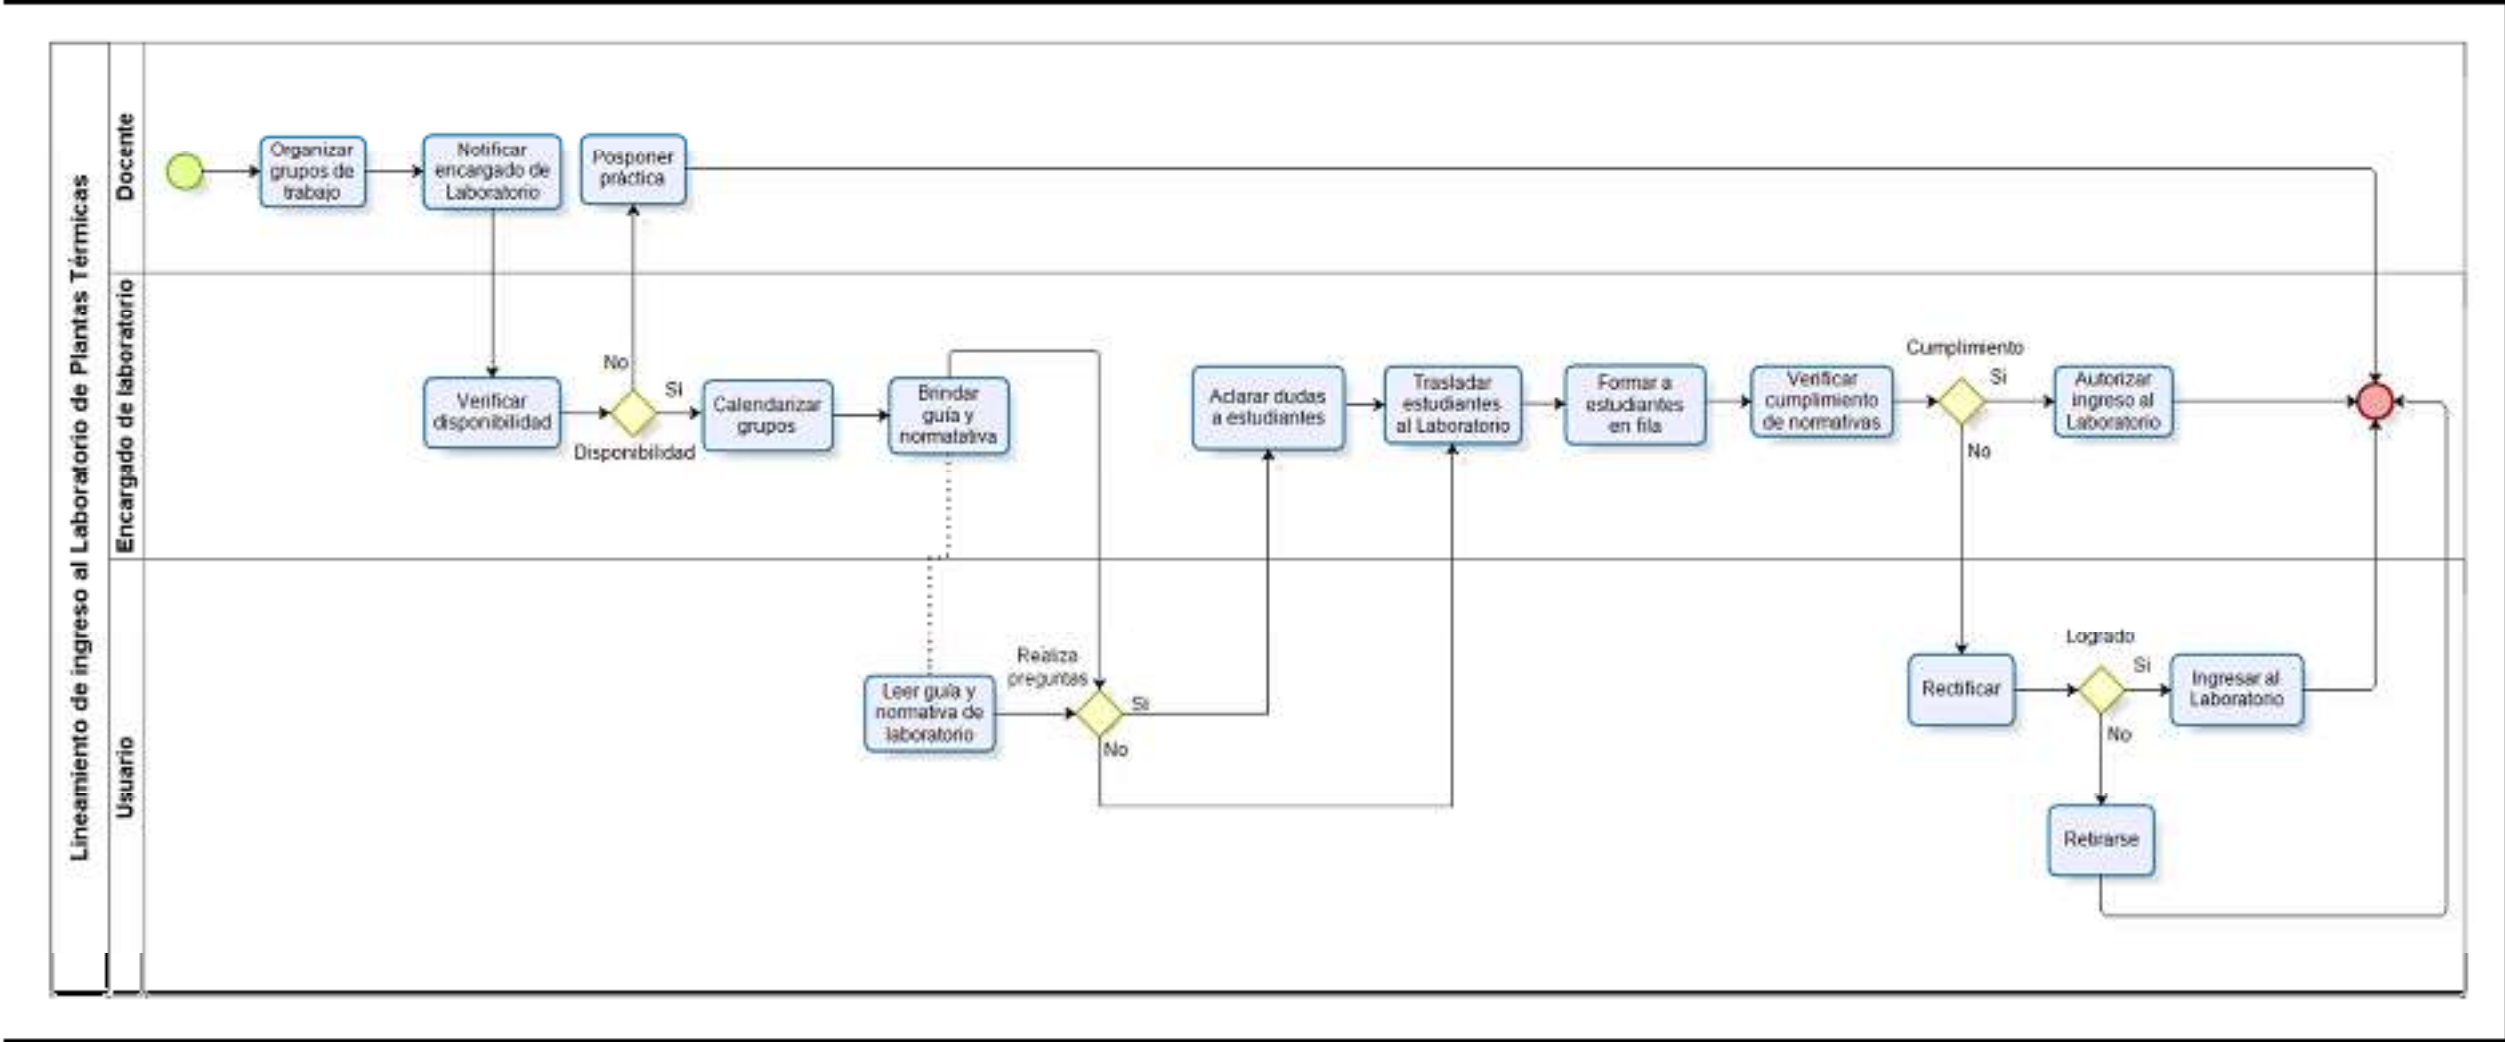 Lineamiento de ingreso al Laboratorio de Plantas Térmicas
Docente
Organizar
grupos de
trabajo
Notificar
encargado de
Laboratorio
Posponer
práctica
Encargado de laboratorio
Verificar
disponibilidad
No
Si
Disponibilidad
Calendarizar
grupos
Brindar
guía y
normatativa
Aclarar dudas
a estudiantes
Trasladar
estudiantes
al Laboratorio
Formar a
estudiantes
en fila
Verificar
cumplimiento
de normativas
Cumplimiento
Si
No
Autorizar
ingreso al
Laboratorio
Usuario
Leer guía y
normativa de
laboratorio
Realiza
preguntas
Si
No
Rectificar
Logrado
Si
No
Ingresar al
Laboratorio
Retirarse